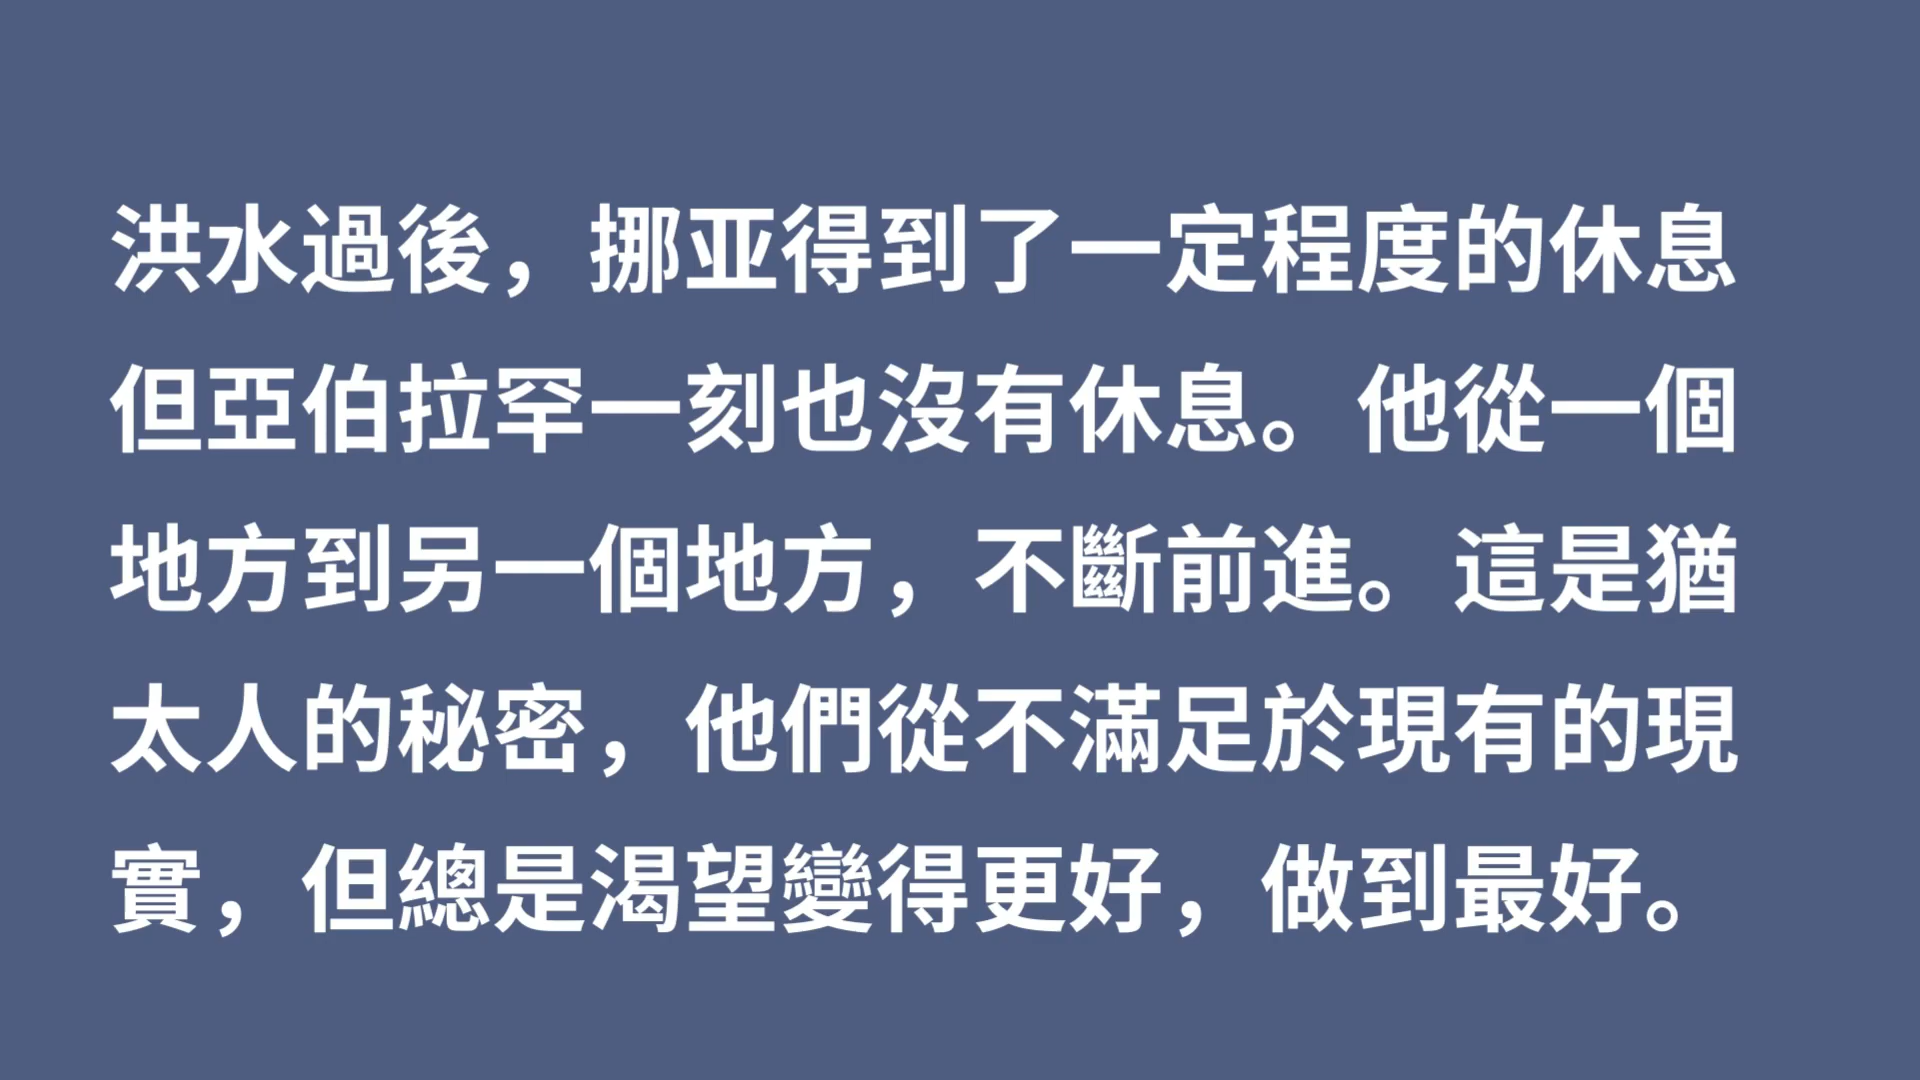 洪水過後，挪亚得到了一定程度的休息
但亞伯拉罕一刻也沒有休息。他從一個
地方到另一個地方，不斷前進。這是猶
太人的秘密，他們從不滿足於現有的現
實，但總是渴望變得更好，做到最好。